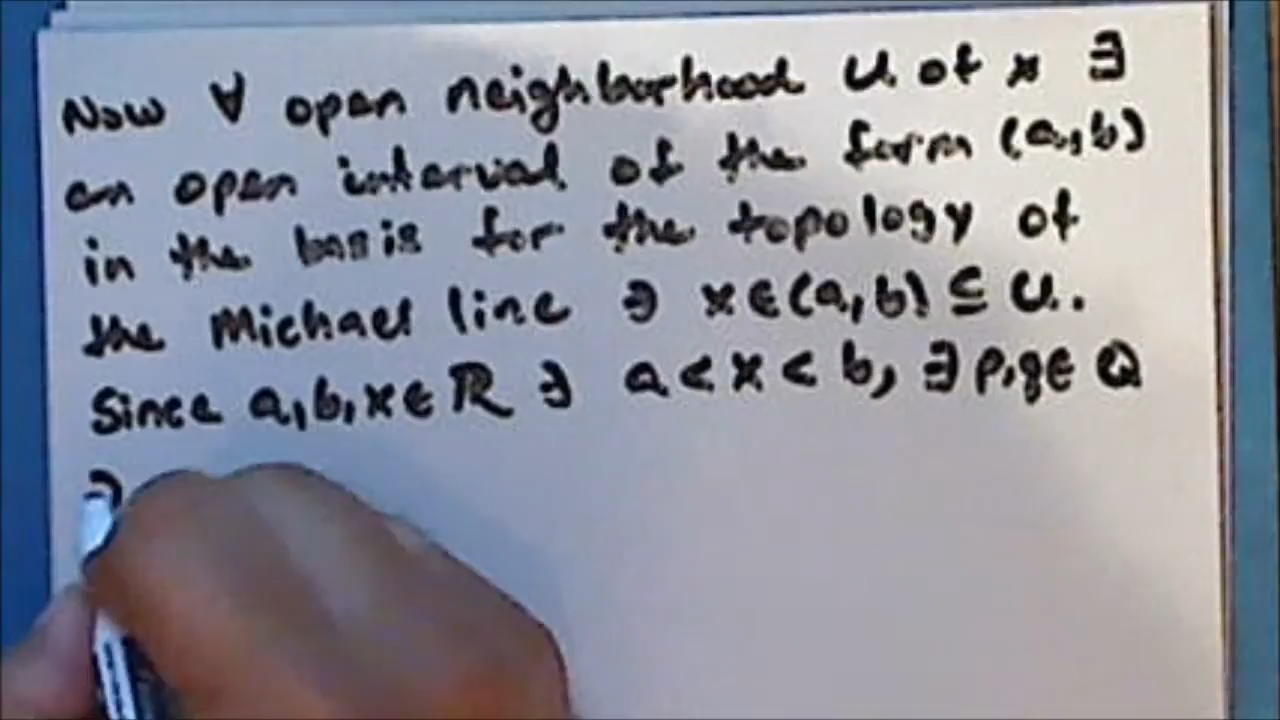 Now ∀ open neighborhood U of x ∃
an open interval of the form (a,b)
in the basis for the topology of
the Michael line ∋ x∈(a,b)⊆U.
Since a,b,x∈ℝ ∋ a<x<b, ∃p,q∈ Q
∋